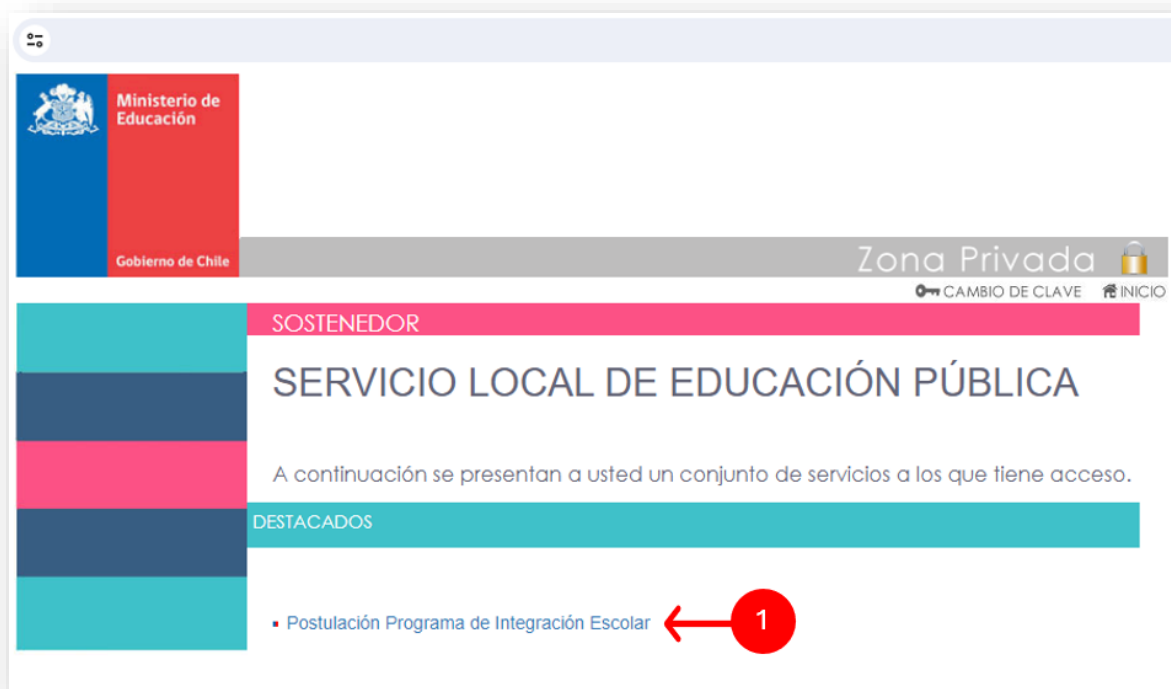 Ministerio de
Educación
Gobierno de Chile
Zona Privada
CAMBIO DE CLAVE INICIO
SOSTENEDOR
SERVICIO LOCAL DE EDUCACIÓN PÚBLICA
A continuación se presentan a usted un conjunto de servicios a los que tiene acceso.
DESTACADOS
Postulación Programa de Integración Escolar 1